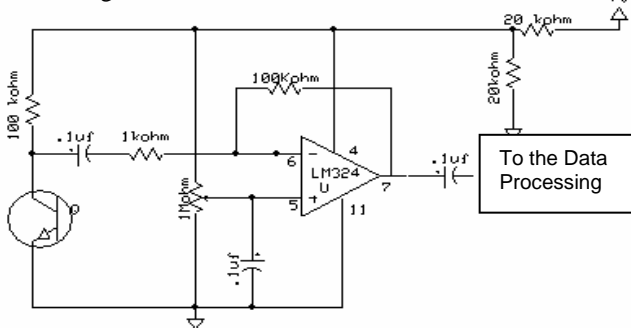 20 kohm
100 kohm
100Kohm
20kohm
.1uf
1kohm
4
6
-
LM324
U
.1uf
7
To the Data
Processing
1Mohm
5
+
11
.1uf